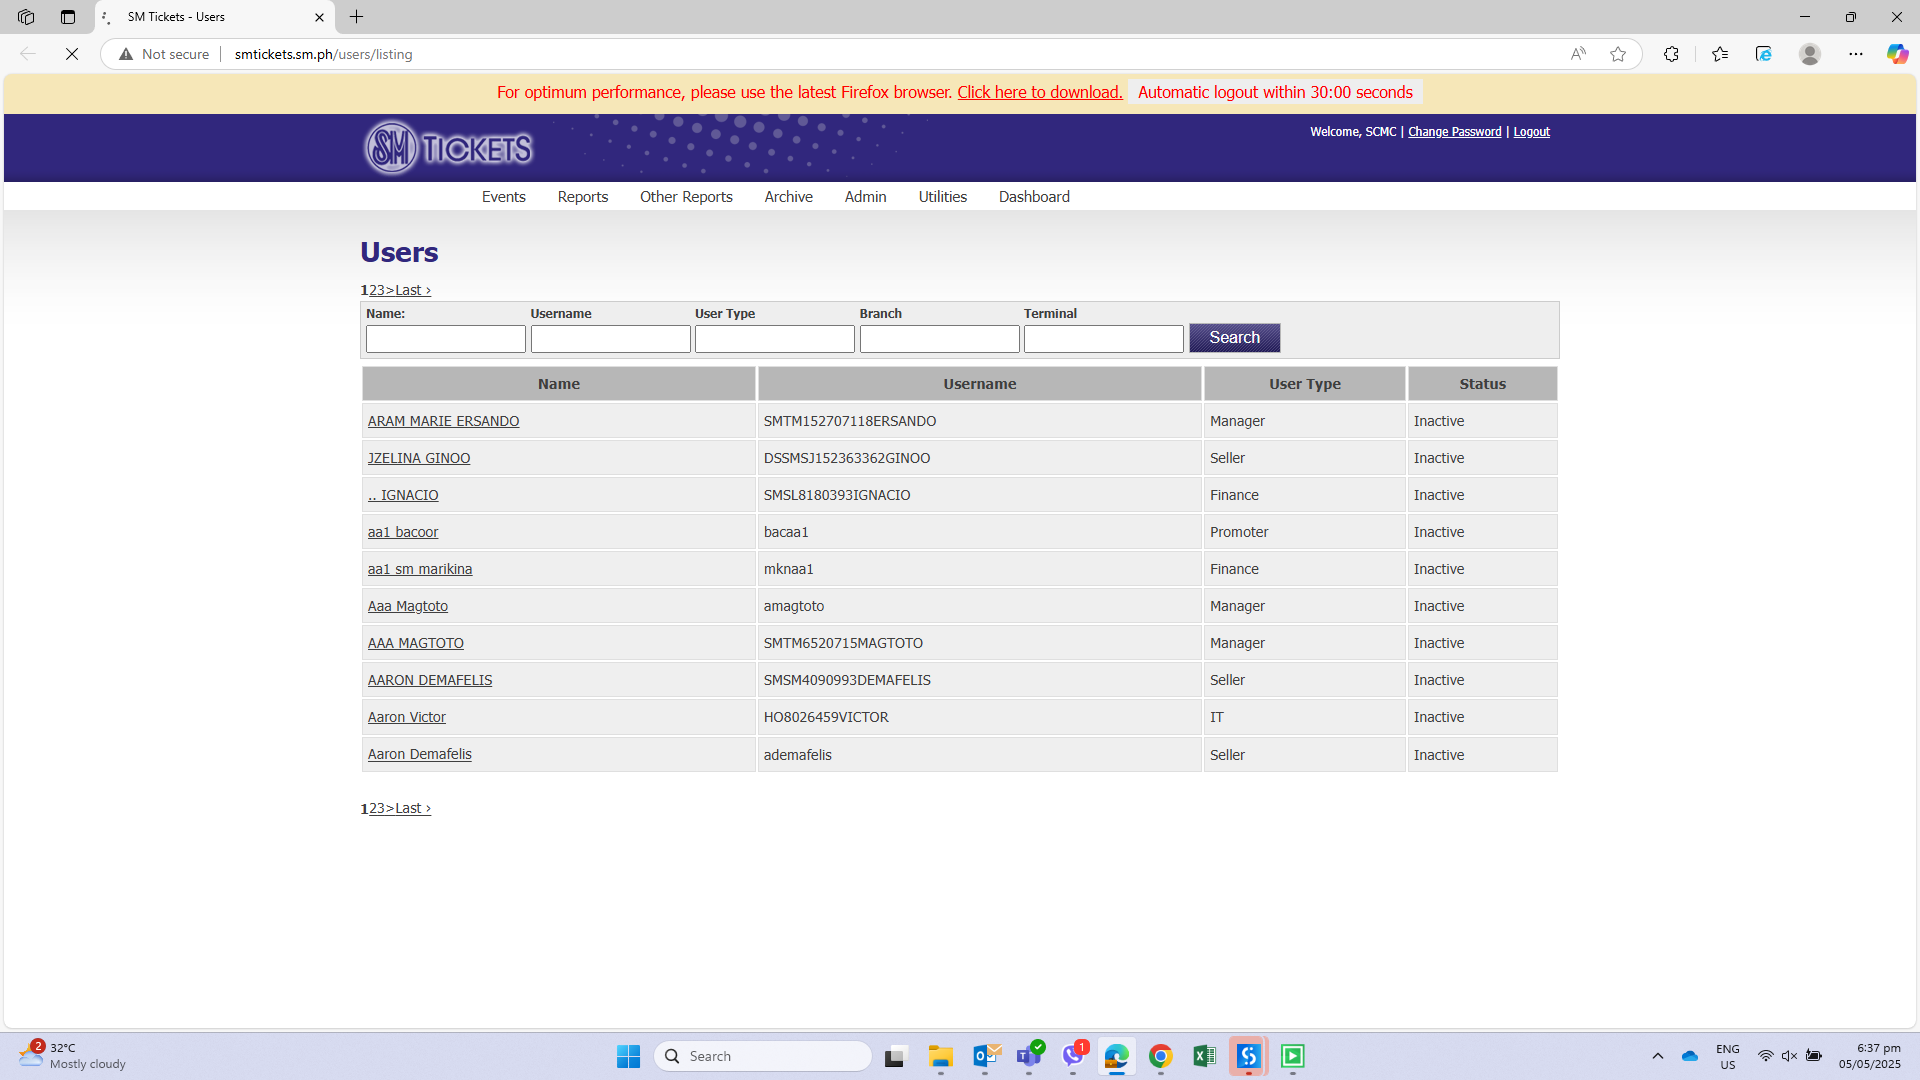 SM Tickets - Users
Not secure smtickets.sm.ph/users/listing
For optimum performance, please use the latest Firefox browser. Click here to download. Automatic logout within 30:00 seconds
SM TICKETS
Welcome, SCMC | Change Password | Logout
Events Reports Other Reports Archive Admin Utilities Dashboard
Users
123>Last ›
Name: Username User Type Branch Terminal
Search
Name Username User Type Status
ARAM MARIE ERSANDO SMTM152707118ERSANDO Manager Inactive
JZELINA GINOO DSSMSJ152363362GINOO Seller Inactive
.. IGNACIO SMSL8180393IGNACIO Finance Inactive
aa1 bacoor bacaa1 Promoter Inactive
aa1 sm marikina mknaa1 Finance Inactive
Aaa Magtoto amagtoto Manager Inactive
AAA MAGTOTO SMTM6520715MAGTOTO Manager Inactive
AARON DEMAFELIS SMSM4090993DEMAFELIS Seller Inactive
Aaron Victor HO8026459VICTOR IT Inactive
Aaron Demafelis ademafelis Seller Inactive
123>Last ›
2
32°C
Mostly cloudy
Search
1
ENG
US
6:37 pm
05/05/2025